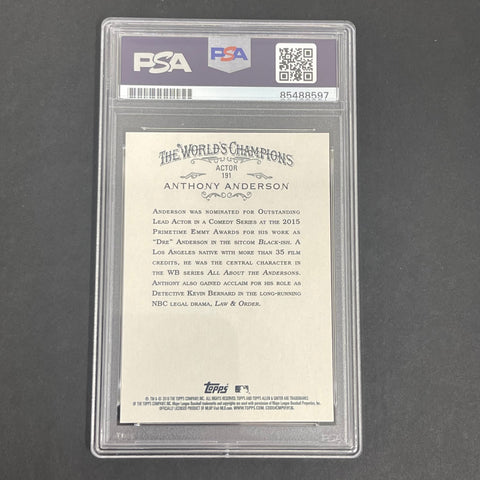 PSA
PSA
85488597
The World's Champions
ACTOR
191
ANTHONY ANDERSON
Anderson was nominated for Outstanding
Lead Actor in a Comedy Series at the 2015
Primetime Emmy Awards for his work as
"Dre" Anderson in the sitcom Black-ish. A
Los Angeles native with more than 35 film
credits, he was the central character in
the WB series All About the Andersons.
Anthony also gained acclaim for his role as
Detective Kevin Bernard in the long-running
NBC legal drama, Law & Order.
Topps